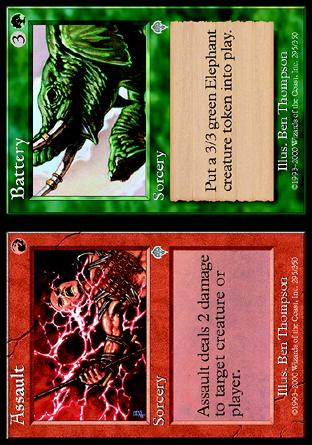 Battery
3
Sorcery
Put a 3/3 green Elephant
creature token into play.
Illus. Ben Thompson
©1993-2000 Wizards of the Coast, Inc. 295/350
Assault
Sorcery
Assault deals 2 damage
to target creature or
player.
Illus. Ben Thompson
©1993-2000 Wizards of the Coast, Inc. 295/350